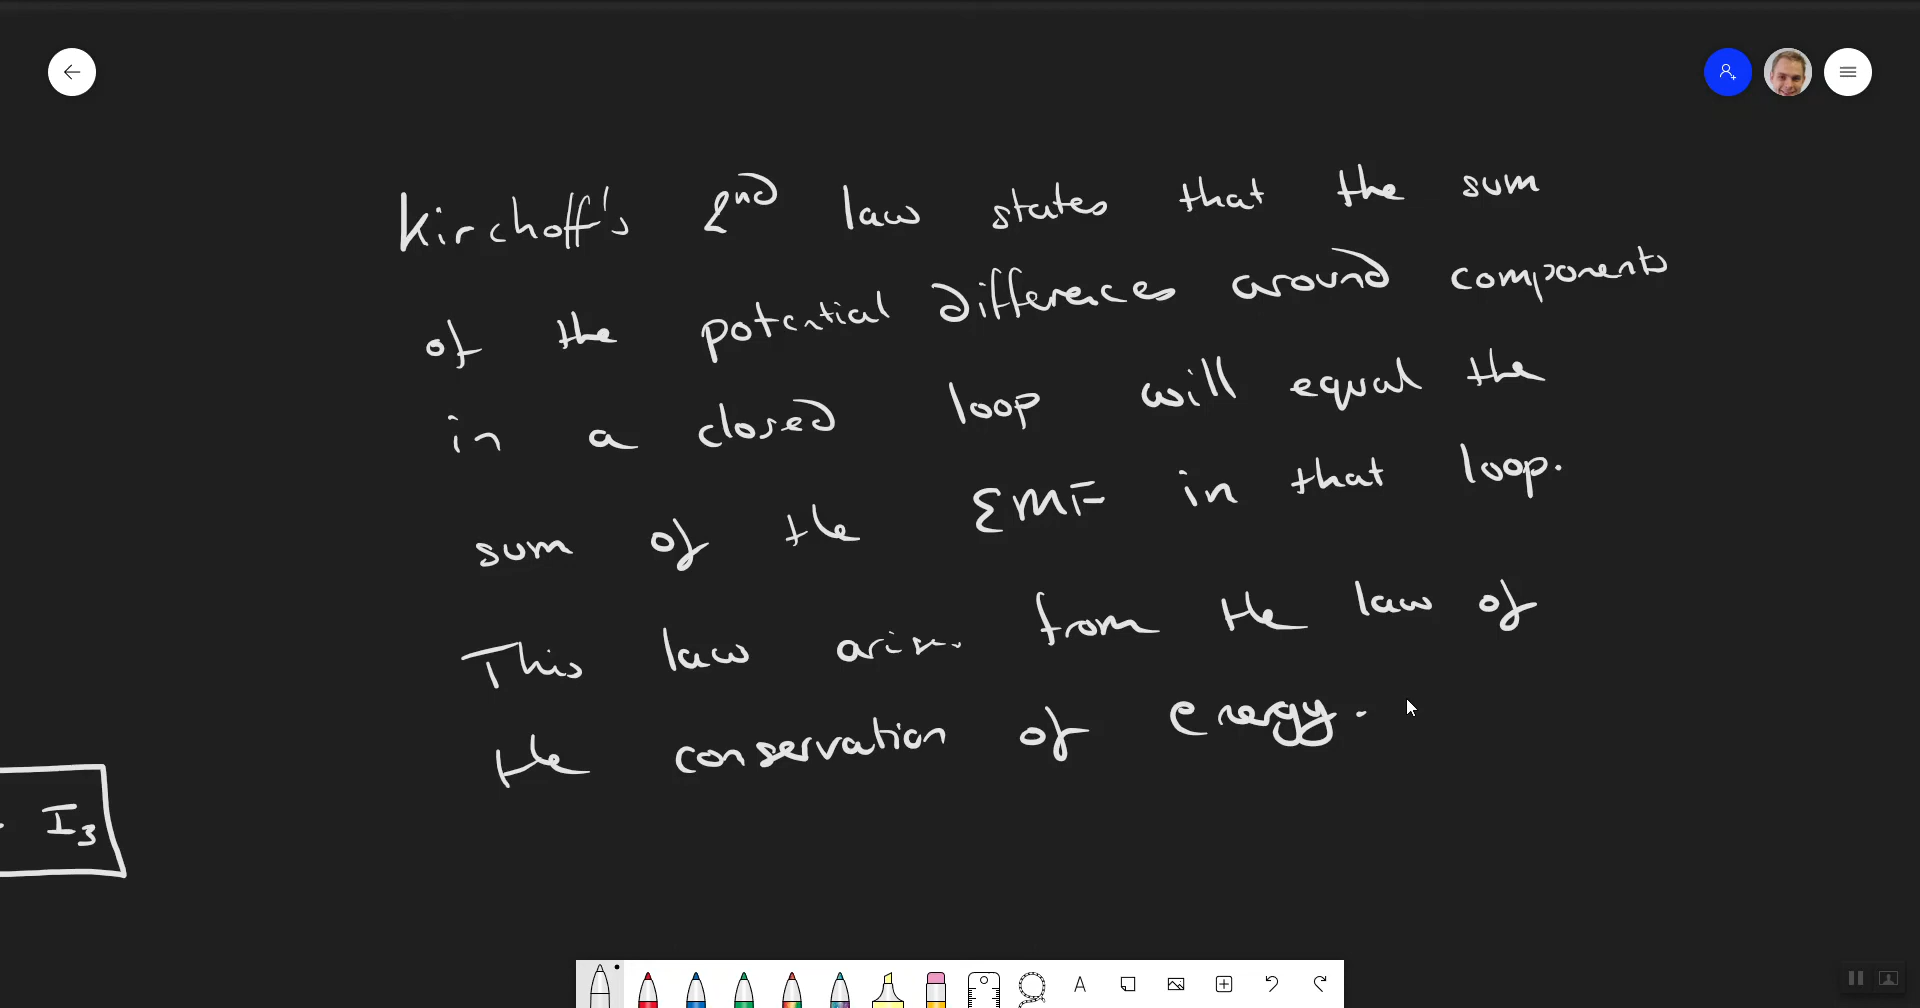 Kirchoff's 2nd law states that the sum
of the potential differences around components
in a closed loop will equal the
sum of the EMF in that loop.
This law arises from the law of
the conservation of energy.
I3
A